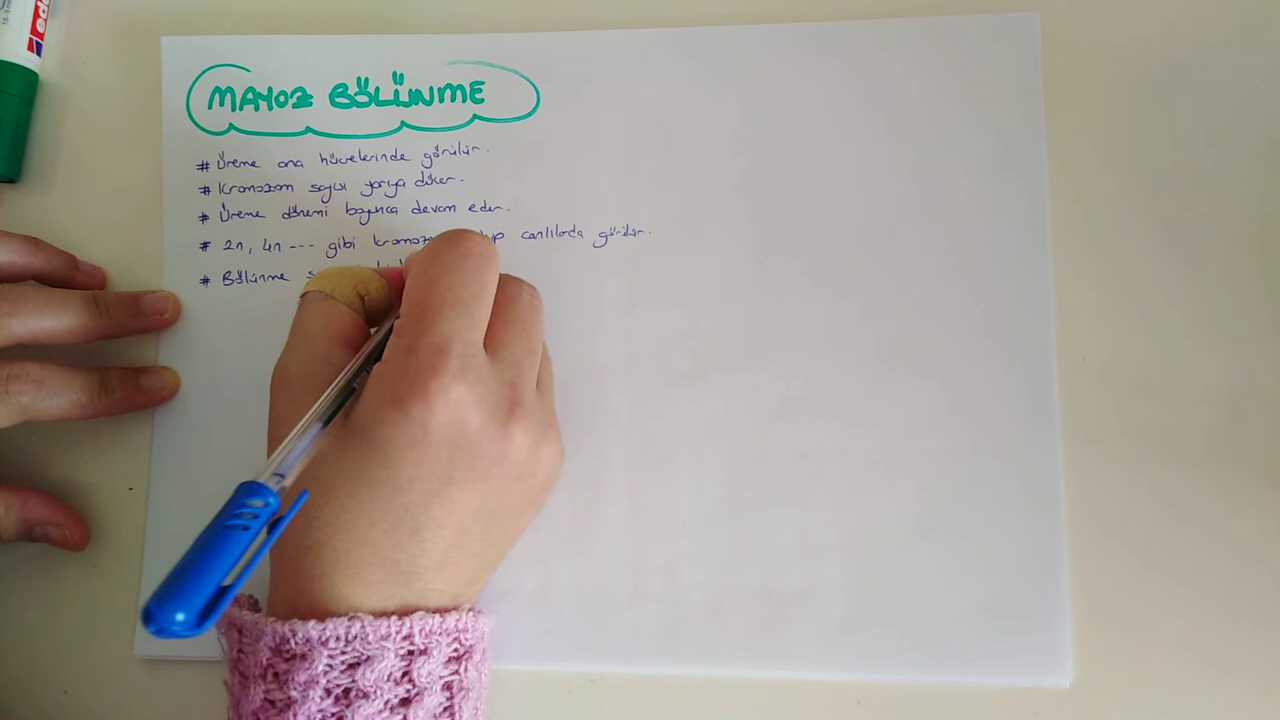 MAYOZ BÖLÜNME
# Üreme ana hücrelerinde görülür.
# Kromozom sayısı yarıya düşer.
# Üreme dönemi boyunca devam eder.
# 2n, 4n --- gibi canlılarda görülür.
# Bölünme